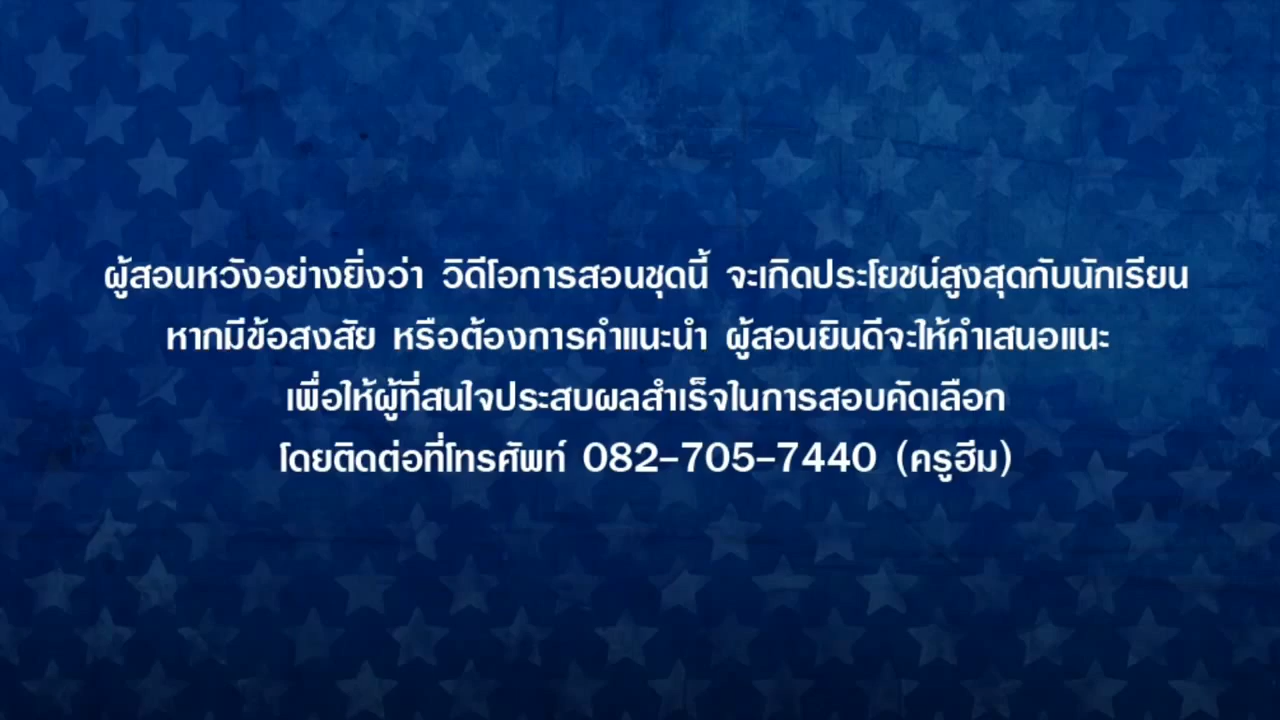 ผู้สอนหวังอย่างยิ่งว่า วิดีโอการสอนชุดนี้ จะเกิดประโยชน์สูงสุดกับนักเรียน
หากมีข้อสงสัย หรือต้องการคำแนะนำ ผู้สอนยินดีจะให้คำเสนอแนะ
เพื่อให้ผู้ที่สนใจประสบผลสำเร็จในการสอบคัดเลือก
โดยติดต่อที่โทรศัพท์ 082-705-7440 (ครูฮีม)